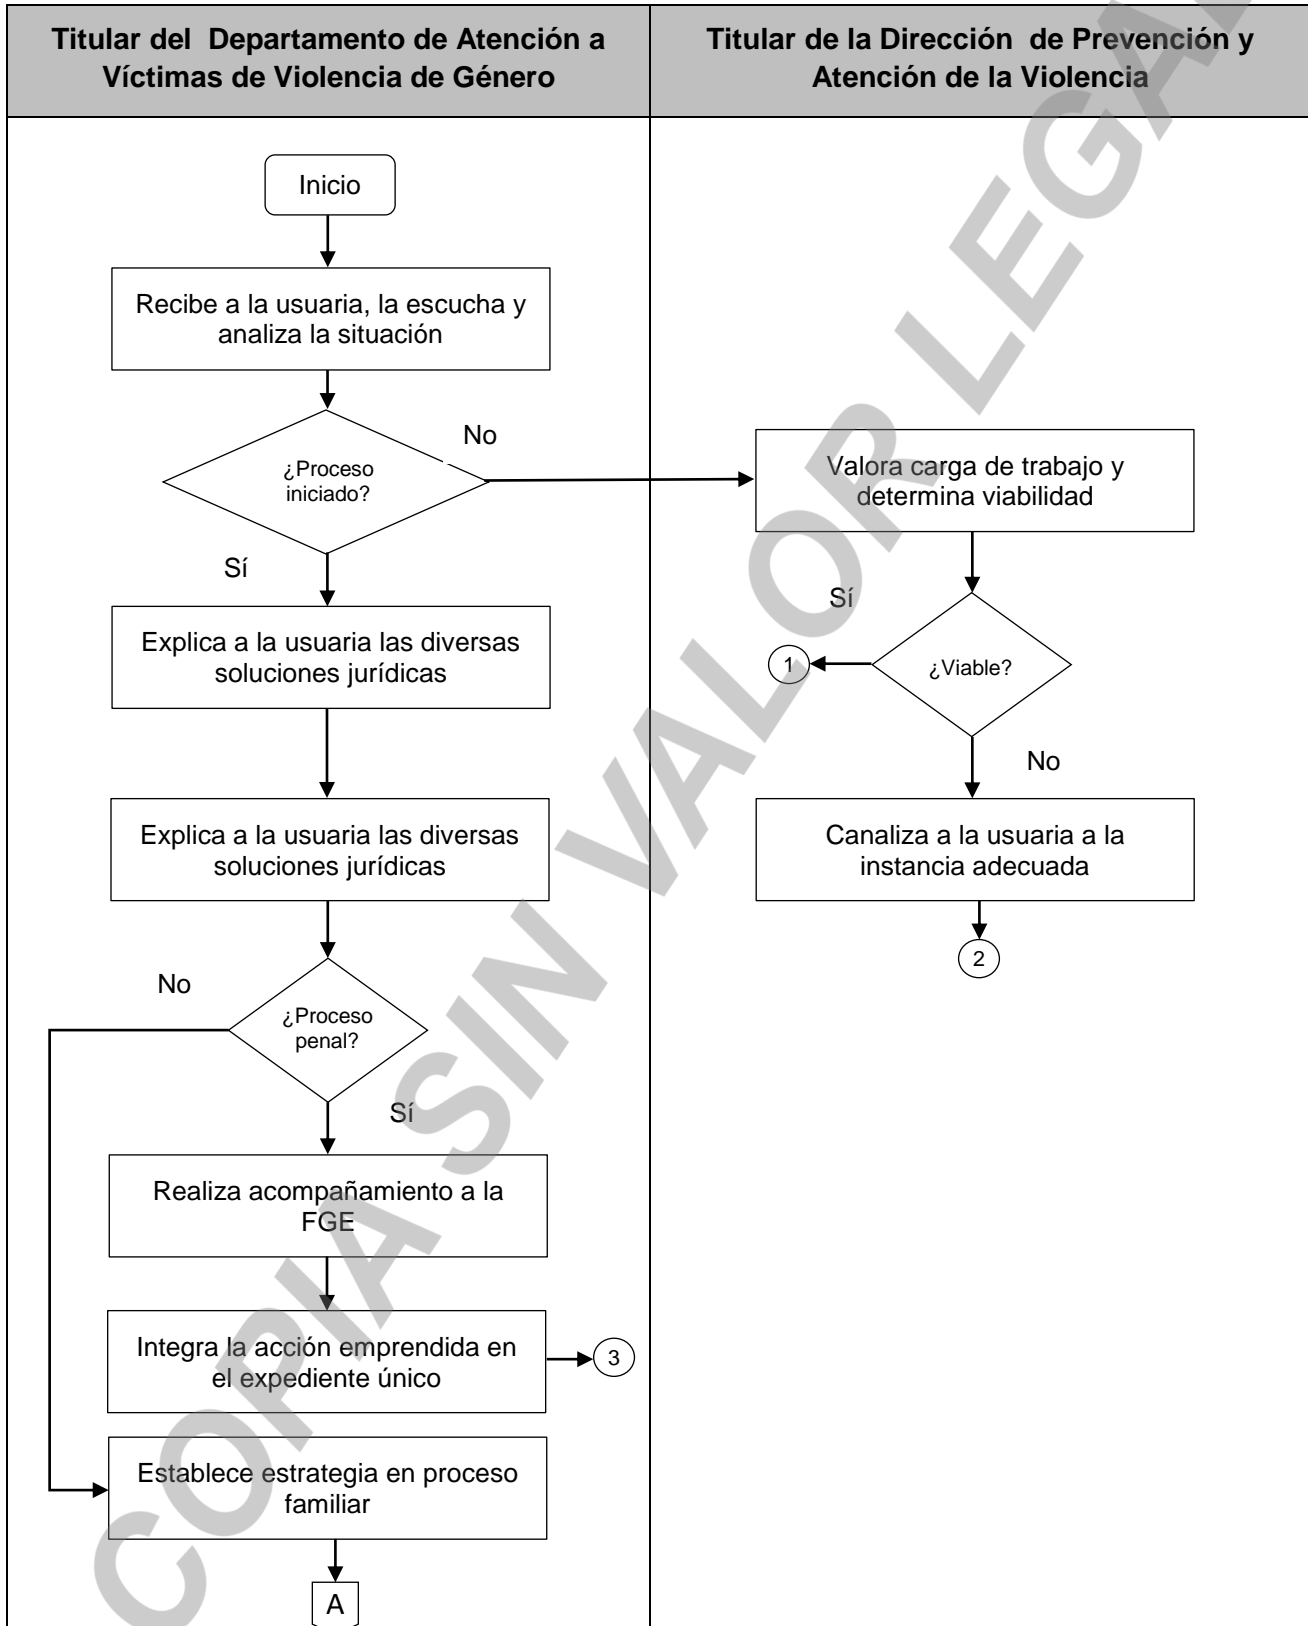 Titular del Departamento de Atención a
Víctimas de Violencia de Género
Titular de la Dirección de Prevención y
Atención de la Violencia
Inicio
Recibe a la usuaria, la escucha y
analiza la situación
¿Proceso
iniciado?
No
Sí
Explica a la usuaria las diversas
soluciones jurídicas
Explica a la usuaria las diversas
soluciones jurídicas
¿Proceso
penal?
No
Sí
Realiza acompañamiento a la
FGE
Integra la acción emprendida en
el expediente único
3
Establece estrategia en proceso
familiar
A
Valora carga de trabajo y
determina viabilidad
¿Viable?
Sí
1
No
Canaliza a la usuaria a la
instancia adecuada
2
COPIA SIN VALOR LEGAL